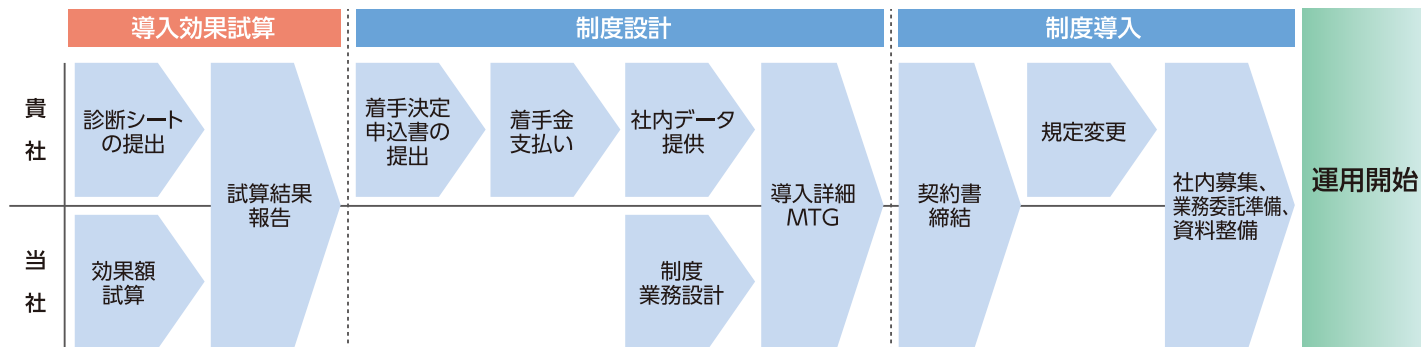 導入効果試算
制度設計
制度導入
貴
社
診断シート
の提出
試算結果
報告
着手決定
申込書の
提出
着手金
支払い
社内データ
提供
導入詳細
MTG
契約書
締結
規定変更
社内募集、
業務委託準備、
資料整備
運用開始
当
社
効果額
試算
制度
業務設計